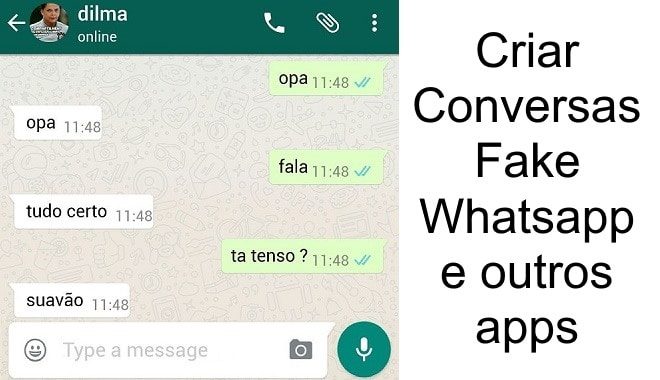 dilma
online
opa 11:48
opa 11:48
fala 11:48
tudo certo 11:48
ta tenso ? 11:48
suavão 11:48
Type a message
Criar
Conversas
Fake
Whatsapp
e outros
apps